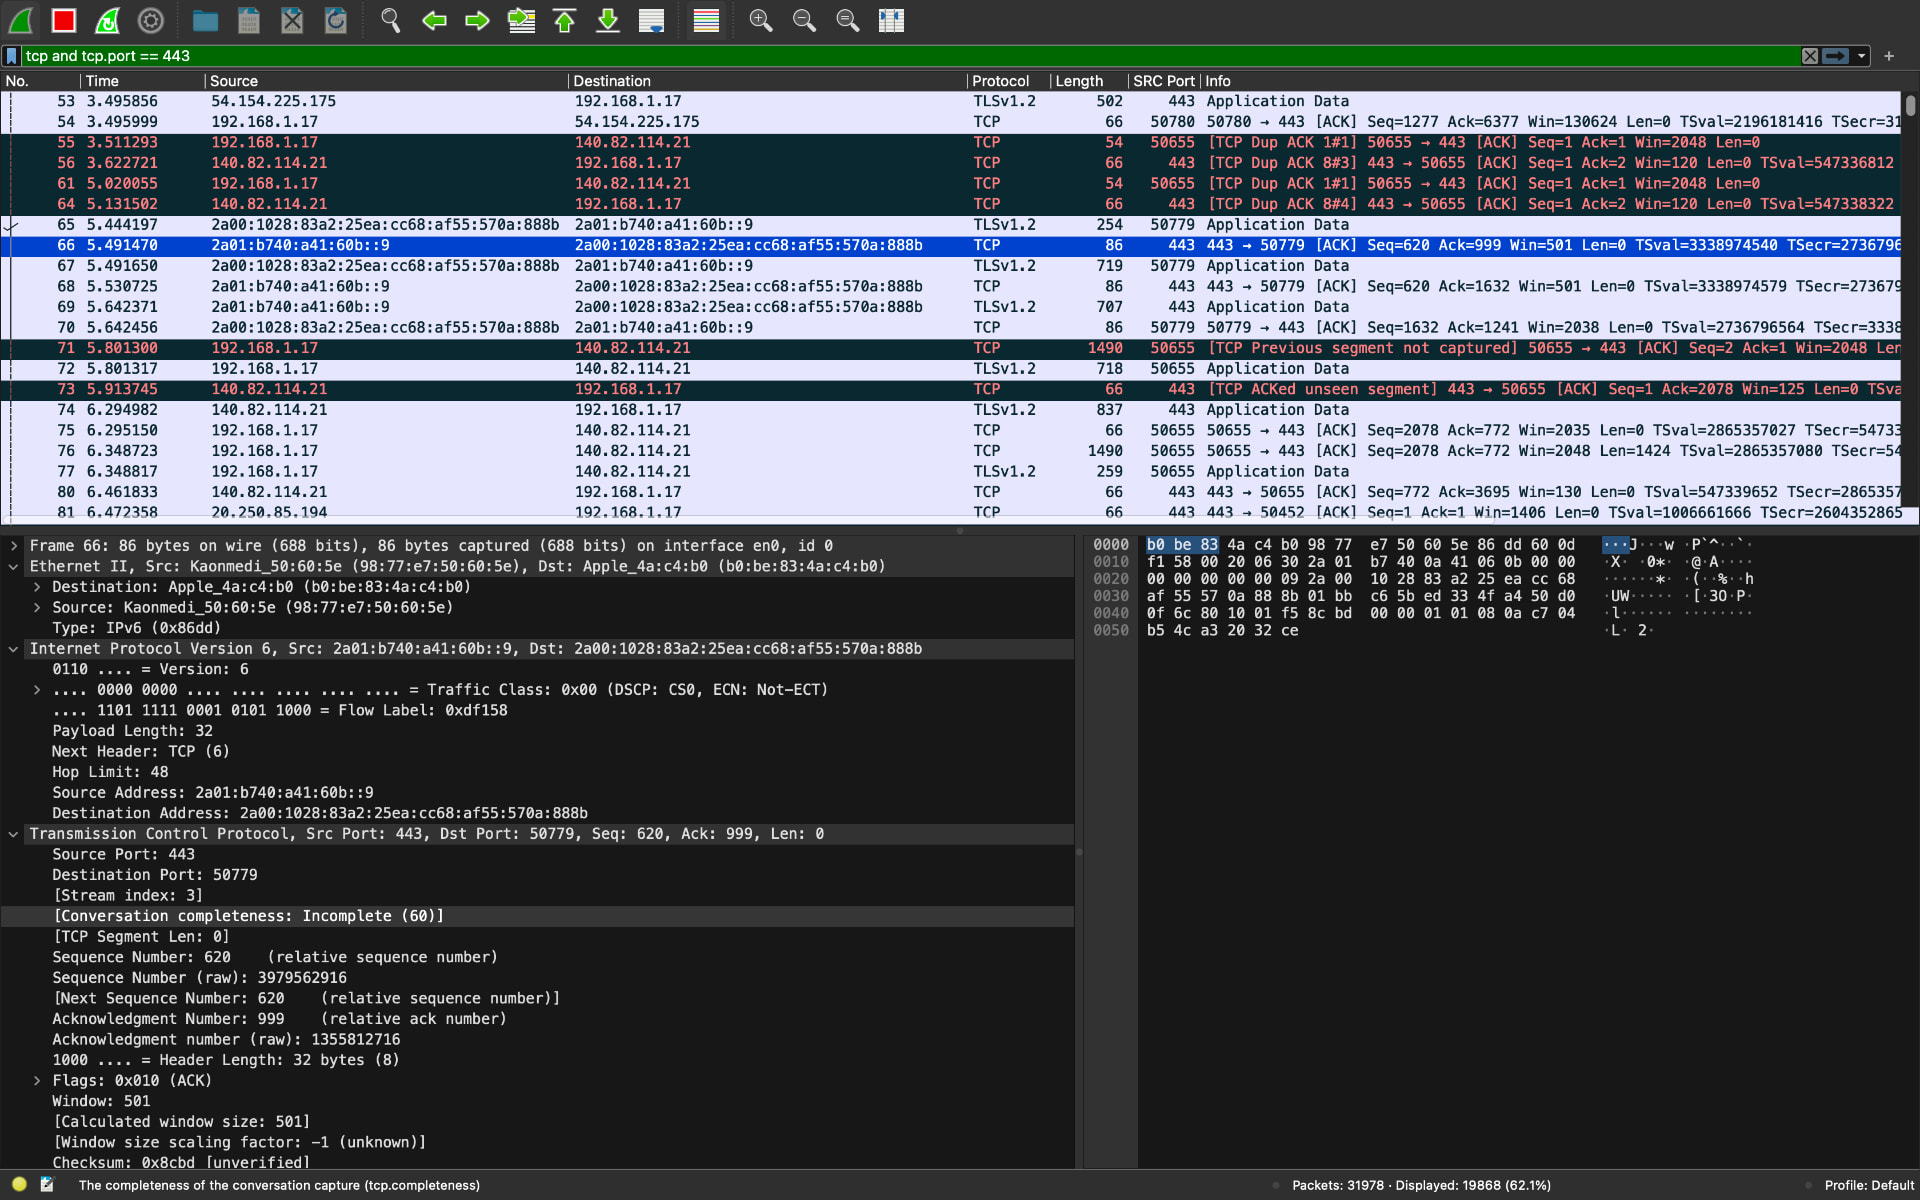 tcp and tcp.port == 443
No. Time Source Destination Protocol Length SRC Port Info
53 3.495856 54.154.225.175 192.168.1.17 TLSv1.2 502 443 Application Data
54 3.495999 192.168.1.17 54.154.225.175 TCP 66 50780 50780 → 443 [ACK] Seq=1277 Ack=6377 Win=130624 Len=0 TSval=2196181416 TSecr=31
55 3.511293 192.168.1.17 140.82.114.21 TCP 54 50655 [TCP Dup ACK 1#1] 50655 → 443 [ACK] Seq=1 Ack=1 Win=2048 Len=0
56 3.622721 140.82.114.21 192.168.1.17 TCP 66 443 [TCP Dup ACK 8#3] 443 → 50655 [ACK] Seq=1 Ack=2 Win=120 Len=0 TSval=547336812
61 5.020055 192.168.1.17 140.82.114.21 TCP 54 50655 [TCP Dup ACK 1#1] 50655 → 443 [ACK] Seq=1 Ack=1 Win=2048 Len=0
64 5.131502 140.82.114.21 192.168.1.17 TCP 66 443 [TCP Dup ACK 8#4] 443 → 50655 [ACK] Seq=1 Ack=2 Win=120 Len=0 TSval=547338322
65 5.444197 2a00:1028:83a2:25ea:cc68:af55:570a:888b 2a01:b740:a41:60b::9 TLSv1.2 254 50779 Application Data
66 5.491470 2a01:b740:a41:60b::9 2a00:1028:83a2:25ea:cc68:af55:570a:888b TCP 86 443 443 → 50779 [ACK] Seq=620 Ack=999 Win=501 Len=0 TSval=3338974540 TSecr=2736796
67 5.491650 2a00:1028:83a2:25ea:cc68:af55:570a:888b 2a01:b740:a41:60b::9 TLSv1.2 719 50779 Application Data
68 5.530725 2a01:b740:a41:60b::9 2a00:1028:83a2:25ea:cc68:af55:570a:888b TCP 86 443 443 → 50779 [ACK] Seq=620 Ack=1632 Win=501 Len=0 TSval=3338974579 TSecr=273679
69 5.642371 2a01:b740:a41:60b::9 2a00:1028:83a2:25ea:cc68:af55:570a:888b TLSv1.2 707 443 Application Data
70 5.642456 2a00:1028:83a2:25ea:cc68:af55:570a:888b 2a01:b740:a41:60b::9 TCP 86 50779 50779 → 443 [ACK] Seq=1632 Ack=1241 Win=2038 Len=0 TSval=2736796564 TSecr=3338
71 5.801300 192.168.1.17 140.82.114.21 TCP 1490 50655 [TCP Previous segment not captured] 50655 → 443 [ACK] Seq=2 Ack=1 Win=2048 Len
72 5.801317 192.168.1.17 140.82.114.21 TLSv1.2 718 50655 Application Data
73 5.913745 140.82.114.21 192.168.1.17 TCP 66 443 [TCP ACKed unseen segment] 443 → 50655 [ACK] Seq=1 Ack=2078 Win=125 Len=0 TSva
74 6.294982 140.82.114.21 192.168.1.17 TLSv1.2 837 443 Application Data
75 6.295150 192.168.1.17 140.82.114.21 TCP 66 50655 50655 → 443 [ACK] Seq=2078 Ack=772 Win=2035 Len=0 TSval=2865357027 TSecr=54733
76 6.348723 192.168.1.17 140.82.114.21 TCP 1490 50655 50655 → 443 [ACK] Seq=2078 Ack=772 Win=2048 Len=1424 TSval=2865357080 TSecr=54
77 6.348817 192.168.1.17 140.82.114.21 TLSv1.2 259 50655 Application Data
80 6.461833 140.82.114.21 192.168.1.17 TCP 66 443 443 → 50655 [ACK] Seq=772 Ack=3695 Win=130 Len=0 TSval=547339652 TSecr=2865357
81 6.472358 20.250.85.194 192.168.1.17 TCP 66 443 443 → 50452 [ACK] Seq=1 Ack=1 Win=1406 Len=0 TSval=1006661666 TSecr=2604352865
Frame 66: 86 bytes on wire (688 bits), 86 bytes captured (688 bits) on interface en0, id 0
Ethernet II, Src: Kaonmedi_50:60:5e (98:77:e7:50:60:5e), Dst: Apple_4a:c4:b0 (b0:be:83:4a:c4:b0)
Destination: Apple_4a:c4:b0 (b0:be:83:4a:c4:b0)
Source: Kaonmedi_50:60:5e (98:77:e7:50:60:5e)
Type: IPv6 (0x86dd)
Internet Protocol Version 6, Src: 2a01:b740:a41:60b::9, Dst: 2a00:1028:83a2:25ea:cc68:af55:570a:888b
0110 .... = Version: 6
.... 0000 0000 .... .... .... .... .... = Traffic Class: 0x00 (DSCP: CS0, ECN: Not-ECT)
.... 1101 1111 0001 0101 1000 = Flow Label: 0xdf158
Payload Length: 32
Next Header: TCP (6)
Hop Limit: 48
Source Address: 2a01:b740:a41:60b::9
Destination Address: 2a00:1028:83a2:25ea:cc68:af55:570a:888b
Transmission Control Protocol, Src Port: 443, Dst Port: 50779, Seq: 620, Ack: 999, Len: 0
Source Port: 443
Destination Port: 50779
[Stream index: 3]
[Conversation completeness: Incomplete (60)]
[TCP Segment Len: 0]
Sequence Number: 620 (relative sequence number)
Sequence Number (raw): 3979562916
[Next Sequence Number: 620 (relative sequence number)]
Acknowledgment Number: 999 (relative ack number)
Acknowledgment number (raw): 1355812716
1000 .... = Header Length: 32 bytes (8)
Flags: 0x010 (ACK)
Window: 501
[Calculated window size: 501]
[Window size scaling factor: -1 (unknown)]
Checksum: 0x8cbd [unverified]
0000 b0 be 83 4a c4 b0 98 77 e7 50 60 5e 86 dd 60 0d ···J···w ·P`^··`·
0010 f1 58 00 20 06 30 2a 01 b7 40 0a 41 06 0b 00 00 ·X· ·0*· ·@·A····
0020 00 00 00 00 00 09 2a 00 10 28 83 a2 25 ea cc 68 ······*· ·(··%··h
0030 af 55 57 0a 88 8b 01 bb c6 5b ed 33 4f a4 50 d0 ·UW····· ·[·3O·P·
0040 0f 6c 80 10 01 f5 8c bd 00 00 01 01 08 0a c7 04 ·l······ ········
0050 b5 4c a3 20 32 ce ·L· 2·
The completeness of the conversation capture (tcp.completeness)
Packets: 31978 · Displayed: 19868 (62.1%)
Profile: Default